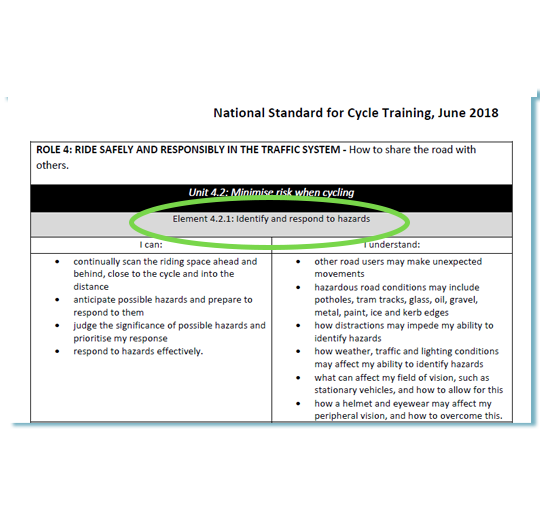 National Standard for Cycle Training, June 2018
ROLE 4: RIDE SAFELY AND RESPONSIBLY IN THE TRAFFIC SYSTEM - How to share the road with
others.
Unit 4.2: Minimise risk when cycling
Element 4.2.1: Identify and respond to hazards
I can:
• continually scan the riding space ahead and
behind, close to the cycle and into the
distance
• anticipate possible hazards and prepare to
respond to them
• judge the significance of possible hazards and
prioritise my response
• respond to hazards effectively.
I understand:
• other road users may make unexpected
movements
• hazardous road conditions may include
potholes, tram tracks, glass, oil, gravel,
metal, paint, ice and kerb edges
• how distractions may impede my ability to
identify hazards
• how weather, traffic and lighting conditions
may affect my ability to identify hazards
• what can affect my field of vision, such as
stationary vehicles, and how to allow for this
• how a helmet and eyewear may affect my
peripheral vision, and how to overcome this.